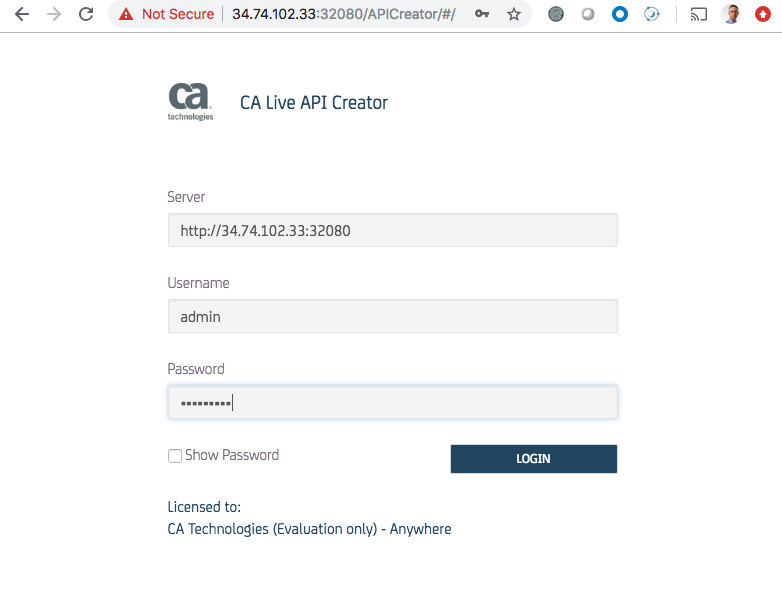 Not Secure 34.74.102.33:32080/APICreator/#/
ca
technologies
CA Live API Creator
Server
http://34.74.102.33:32080
Username
admin
Password
•••••••••
Show Password
LOGIN
Licensed to:
CA Technologies (Evaluation only) - Anywhere